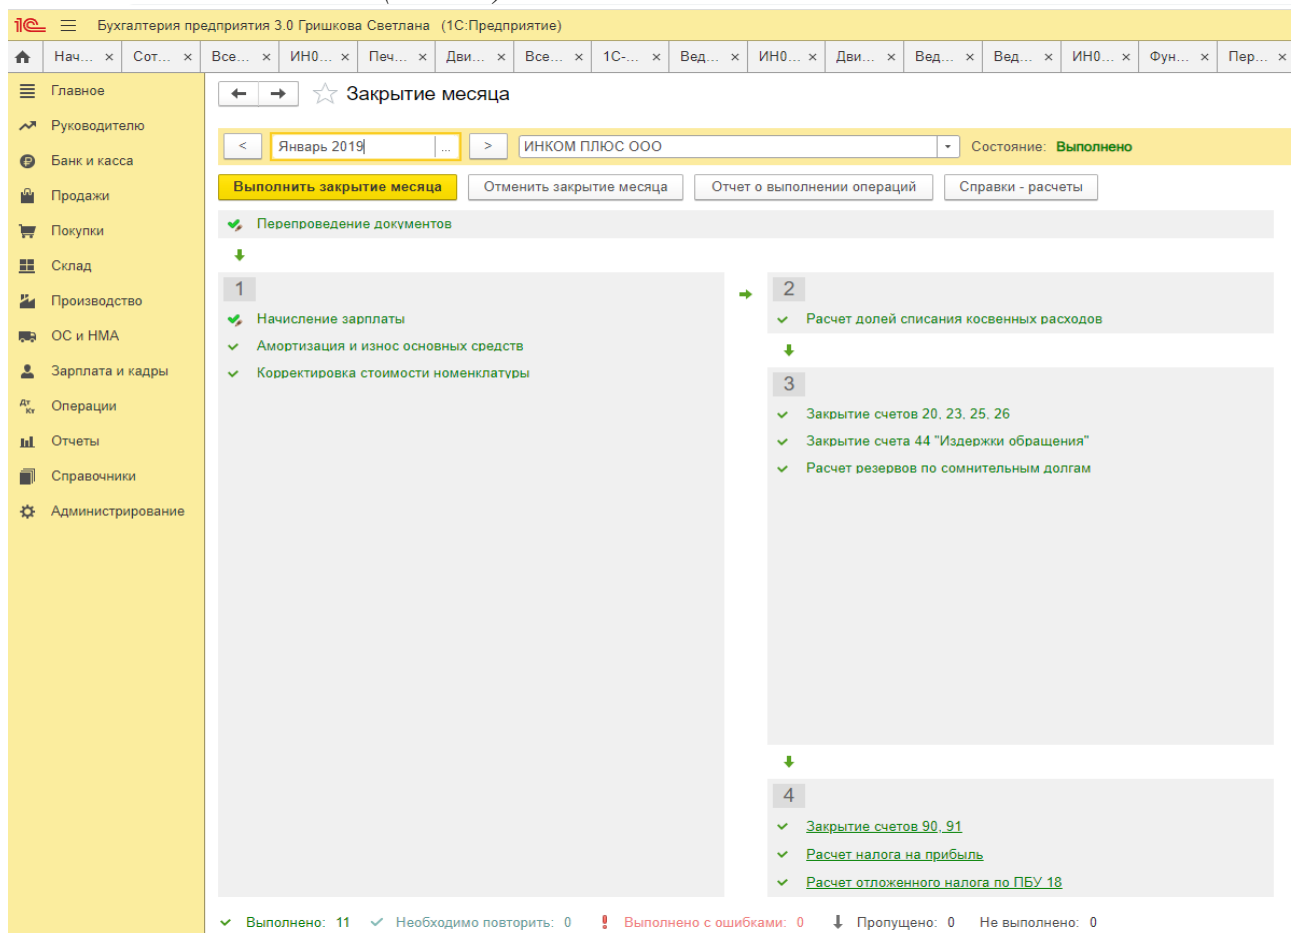 1С Бухгалтерия предприятия 3.0 Гришкова Светлана (1С:Предприятие)
Нач... × Сот... × Все... × ИН0... × Печ... × Дви... × Все... × 1С-... × Вед... × ИН0... × Дви... × Вед... × Вед... × ИН0... × Фун... × Пер... ×
Главное
Руководителю
Банк и касса
Продажи
Покупки
Склад
Производство
ОС и НМА
Зарплата и кадры
Дт Кт Операции
Отчеты
Справочники
Администрирование
Закрытие месяца
< Январь 2019 ... > ИНКОМ ПЛЮС ООО Состояние: Выполнено
Выполнить закрытие месяца Отменить закрытие месяца Отчет о выполнении операций Справки - расчеты
Перепроведение документов
1
Начисление зарплаты
Амортизация и износ основных средств
Корректировка стоимости номенклатуры
2
Расчет долей списания косвенных расходов
3
Закрытие счетов 20, 23, 25, 26
Закрытие счета 44 "Издержки обращения"
Расчет резервов по сомнительным долгам
4
Закрытие счетов 90, 91
Расчет налога на прибыль
Расчет отложенного налога по ПБУ 18
Выполнено: 11 Необходимо повторить: 0 Выполнено с ошибками: 0 Пропущено: 0 Не выполнено: 0